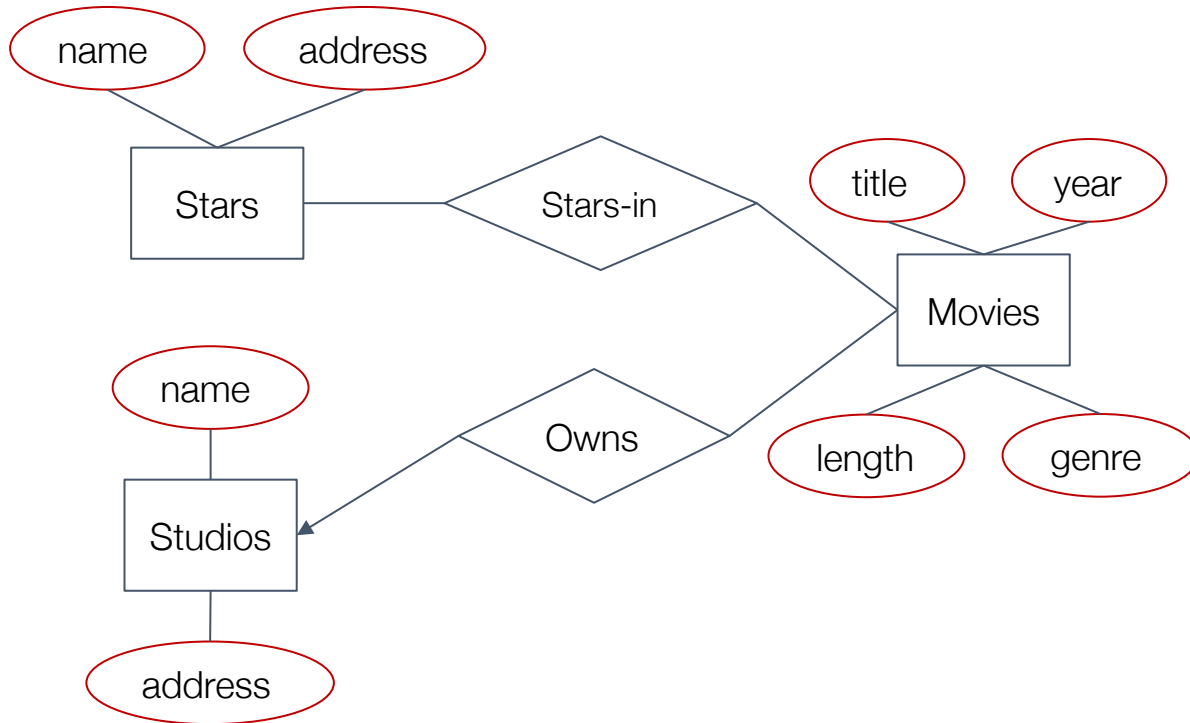 name
address
Stars
Stars-in
title
year
Movies
name
Owns
length
genre
Studios
address